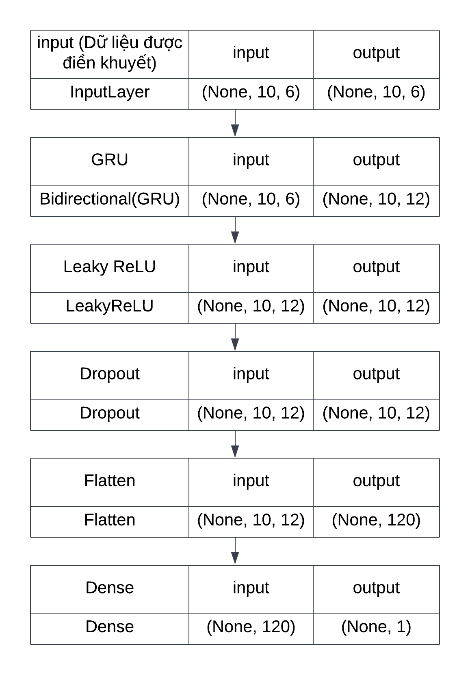 input (Dữ liệu được
điền khuyết)
input
output
InputLayer
(None, 10, 6)
(None, 10, 6)
GRU
input
output
Bidirectional(GRU)
(None, 10, 6)
(None, 10, 12)
Leaky ReLU
input
output
LeakyReLU
(None, 10, 12)
(None, 10, 12)
Dropout
input
output
Dropout
(None, 10, 12)
(None, 10, 12)
Flatten
input
output
Flatten
(None, 10, 12)
(None, 120)
Dense
input
output
Dense
(None, 120)
(None, 1)